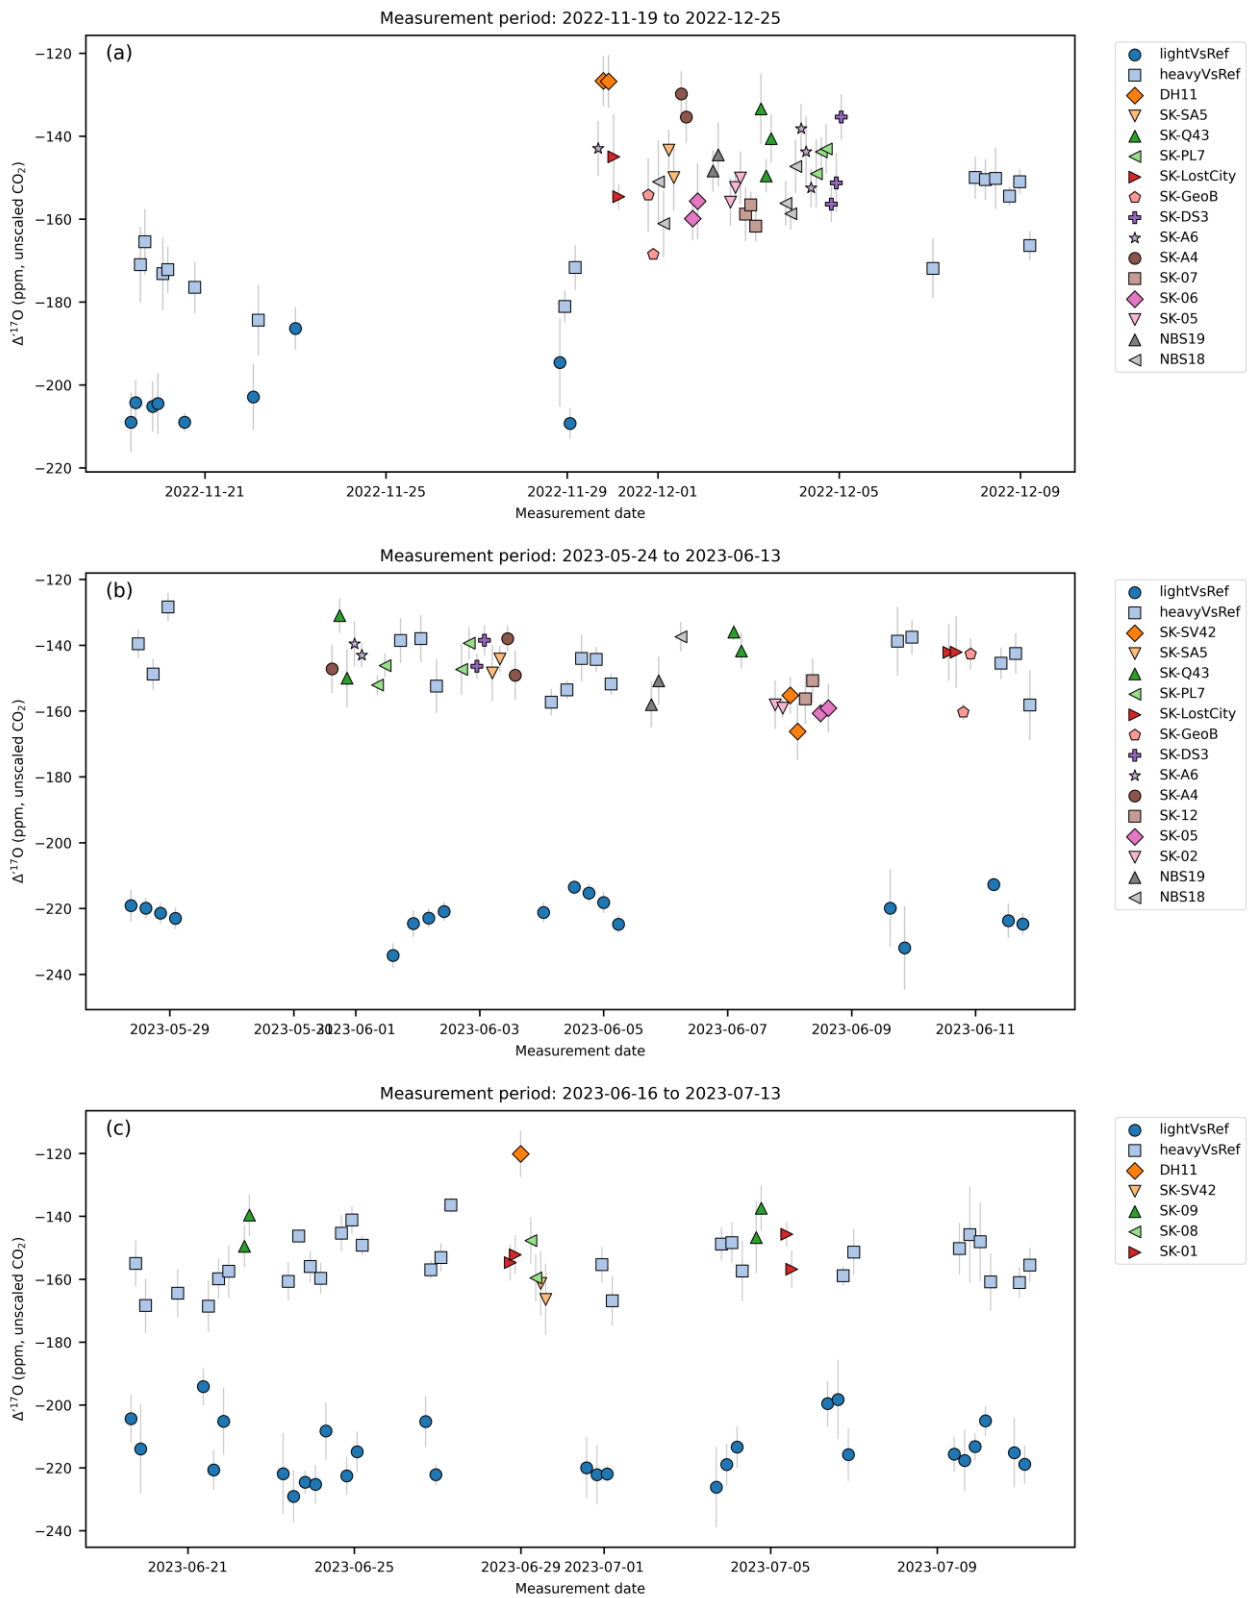 Measurement period: 2022-11-19 to 2022-12-25
(a)
−120
−140
−160
−180
−200
−220
Δ′¹⁷O (ppm, unscaled CO₂)
2022-11-21 2022-11-25 2022-11-29 2022-12-01 2022-12-05 2022-12-09
Measurement date
lightVsRef
heavyVsRef
DH11
SK-SA5
SK-Q43
SK-PL7
SK-LostCity
SK-GeoB
SK-DS3
SK-A6
SK-A4
SK-07
SK-06
SK-05
NBS19
NBS18
Measurement period: 2023-05-24 to 2023-06-13
(b)
−120
−140
−160
−180
−200
−220
−240
Δ′¹⁷O (ppm, unscaled CO₂)
2023-05-29 2023-05-31 2023-06-01 2023-06-03 2023-06-05 2023-06-07 2023-06-09 2023-06-11
Measurement date
lightVsRef
heavyVsRef
SK-SV42
SK-SA5
SK-Q43
SK-PL7
SK-LostCity
SK-GeoB
SK-DS3
SK-A6
SK-A4
SK-12
SK-05
SK-02
NBS19
NBS18
Measurement period: 2023-06-16 to 2023-07-13
(c)
−120
−140
−160
−180
−200
−220
−240
Δ′¹⁷O (ppm, unscaled CO₂)
2023-06-21 2023-06-25 2023-06-29 2023-07-01 2023-07-05 2023-07-09
Measurement date
lightVsRef
heavyVsRef
DH11
SK-SV42
SK-09
SK-08
SK-01